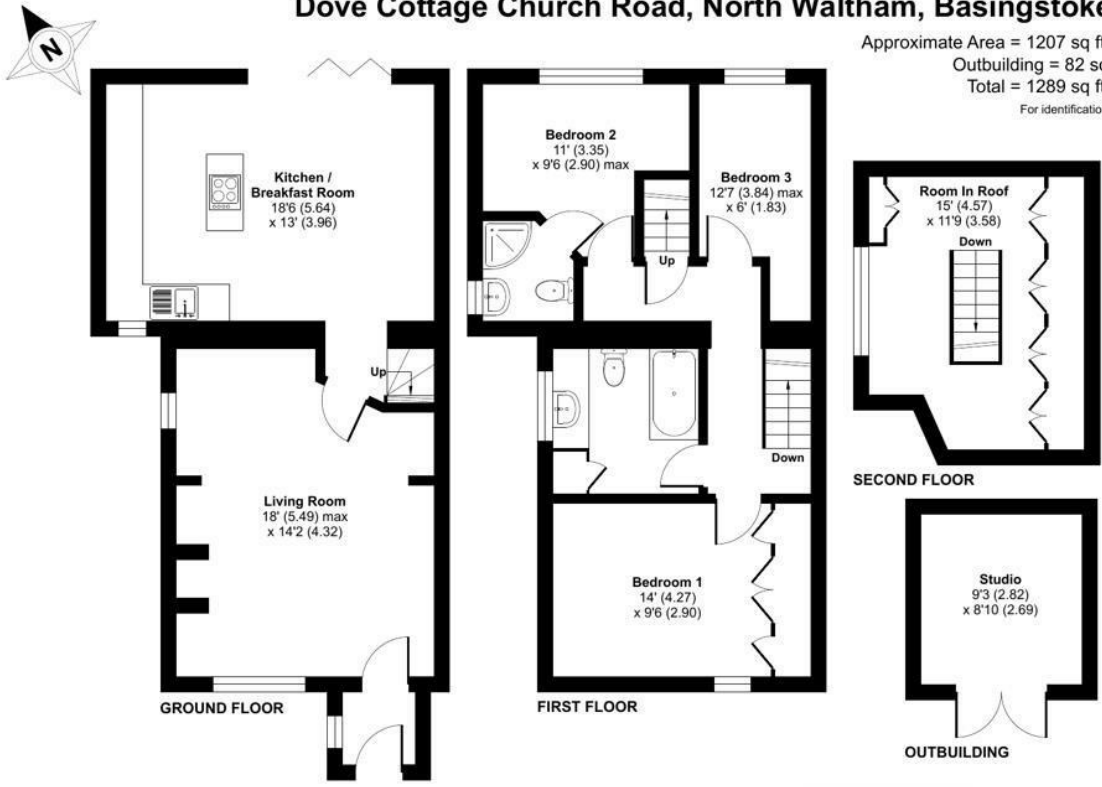 Dove Cottage Church Road, North Waltham, Basingstoke
Approximate Area = 1207 sq ft
Outbuilding = 82 sq
Total = 1289 sq ft
For identification
N
Kitchen /
Breakfast Room
18'6 (5.64)
x 13' (3.96)
Up
Living Room
18' (5.49) max
x 14'2 (4.32)
GROUND FLOOR
Bedroom 2
11' (3.35)
x 9'6 (2.90) max
Bedroom 3
12'7 (3.84) max
x 6' (1.83)
Up
Down
Bedroom 1
14' (4.27)
x 9'6 (2.90)
FIRST FLOOR
Room In Roof
15' (4.57)
x 11'9 (3.58)
Down
SECOND FLOOR
Studio
9'3 (2.82)
x 8'10 (2.69)
OUTBUILDING